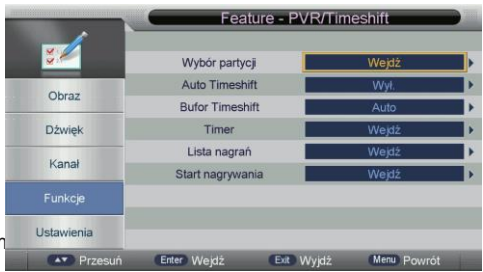 Feature - PVR/Timeshift
Wybór partycji Wejdź
Auto Timeshift Wył.
Bufor Timeshift Auto
Timer Wejdź
Lista nagrań Wejdź
Start nagrywania Wejdź
Obraz
Dźwięk
Kanał
Funkcje
Ustawienia
Przesuń Enter Wejdź Exit Wyjdź Menu Powrót